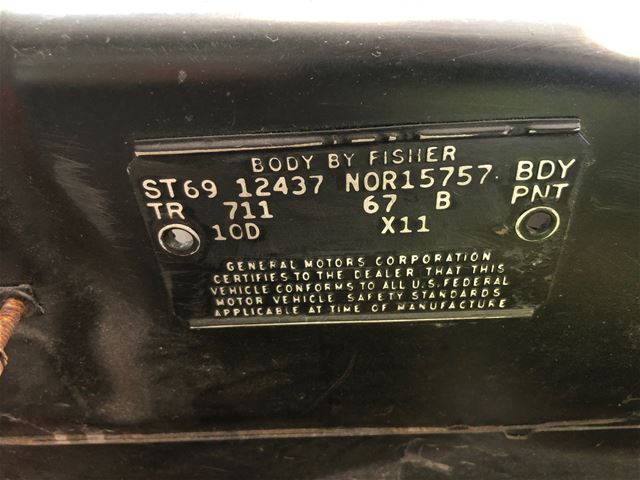 BODY BY FISHER
ST69 12437 NOR15757 BDY
TR 711 67 B PNT
10D X11
GENERAL MOTORS CORPORATION
CERTIFIES TO THE DEALER THAT THIS
VEHICLE CONFORMS TO ALL U.S. FEDERAL
MOTOR VEHICLE SAFETY STANDARDS
APPLICABLE AT TIME OF MANUFACTURE